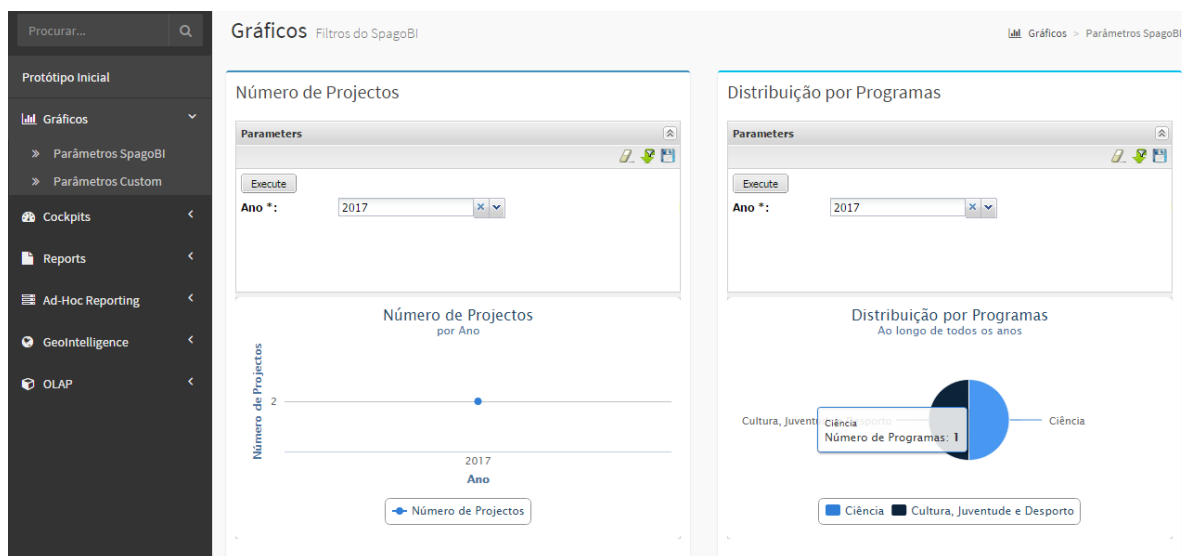 Procurar...
Protótipo Inicial
Gráficos
Parâmetros SpagoBI
Parâmetros Custom
Cockpits
Reports
Ad-Hoc Reporting
GeoIntelligence
OLAP
Gráficos Filtros do SpagoBI
Gráficos > Parâmetros SpagoBI
Número de Projectos
Parameters
Execute
Ano *: 2017
Número de Projectos
por Ano
Número de Projectos
2
2017
Ano
Número de Projectos
Distribuição por Programas
Parameters
Execute
Ano *: 2017
Distribuição por Programas
Ao longo de todos os anos
Cultura, Juventude e Desporto
Ciência
Número de Programas: 1
Ciência
Ciência Cultura, Juventude e Desporto